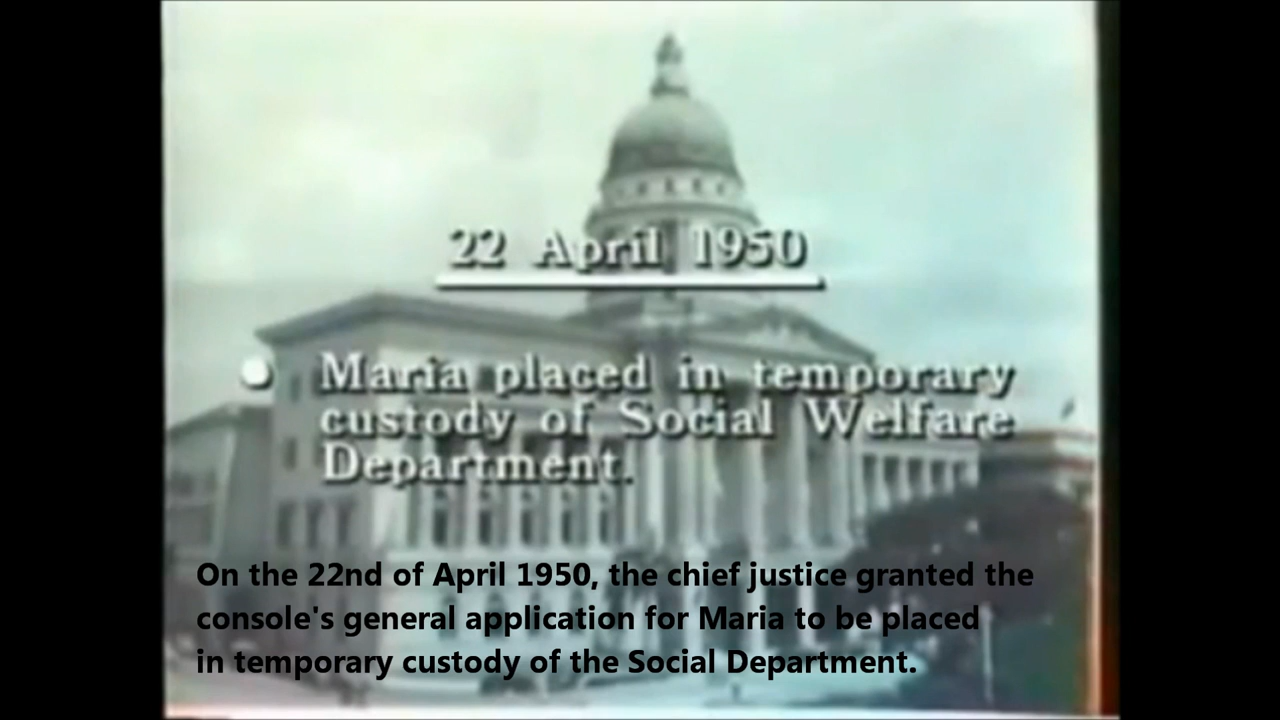 22 April 1950
Maria placed in temporary
custody of Social Welfare
Department.
On the 22nd of April 1950, the chief justice granted the
console's general application for Maria to be placed
in temporary custody of the Social Department.